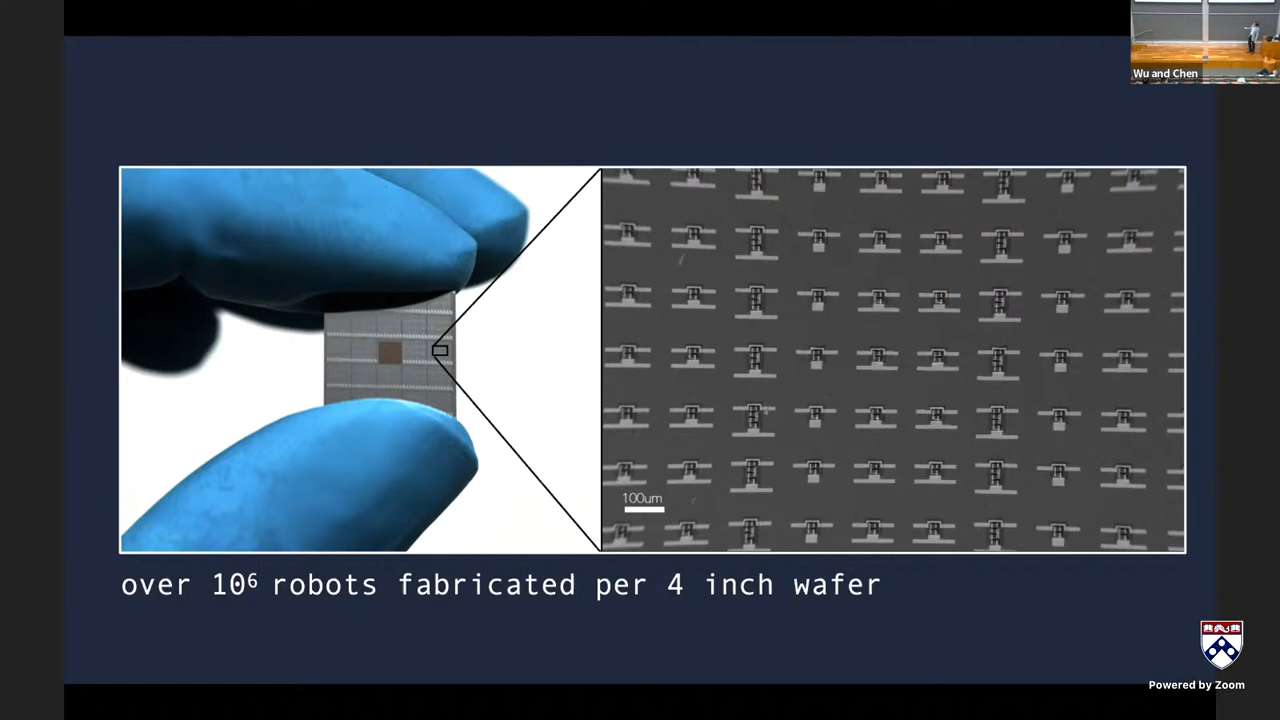 Wu and Chen
100um
over 10⁶ robots fabricated per 4 inch wafer
Powered by Zoom